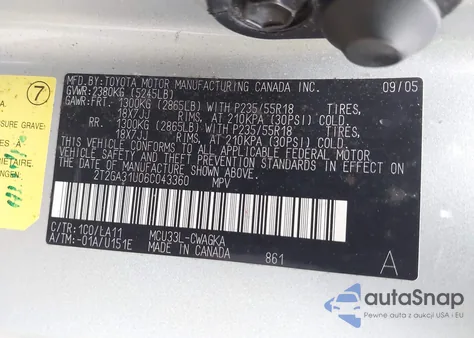 MFD.BY:TOYOTA MOTOR MANUFACTURING CANADA INC. 09/05
GVWR: 2380KG (5245LB)
GAWR:FRT. 1300KG (2865LB) WITH P235/55R18 TIRES,
18X7JJ RIMS, AT 210KPA (30PSI) COLD.
RR. 1300KG (2865LB) WITH P235/55R18 TIRES,
18X7JJ RIMS, AT 210KPA (30PSI) COLD.
THIS VEHICLE CONFORMS TO ALL APPLICABLE FEDERAL MOTOR
VEHICLE SAFETY STANDARDS IN EFFECT ON THE DATE OF
MANUFACTURE SHOWN ABOVE.
2T2GA31U06C043360 MPV
C/TR:1C0/LA11 MCU33L-CWAGKA
A/TM:-01A/U151E MADE IN CANADA 861 A
7
SSURE GRAVE
autoSnap
Pewne auta z aukcji USA i EU